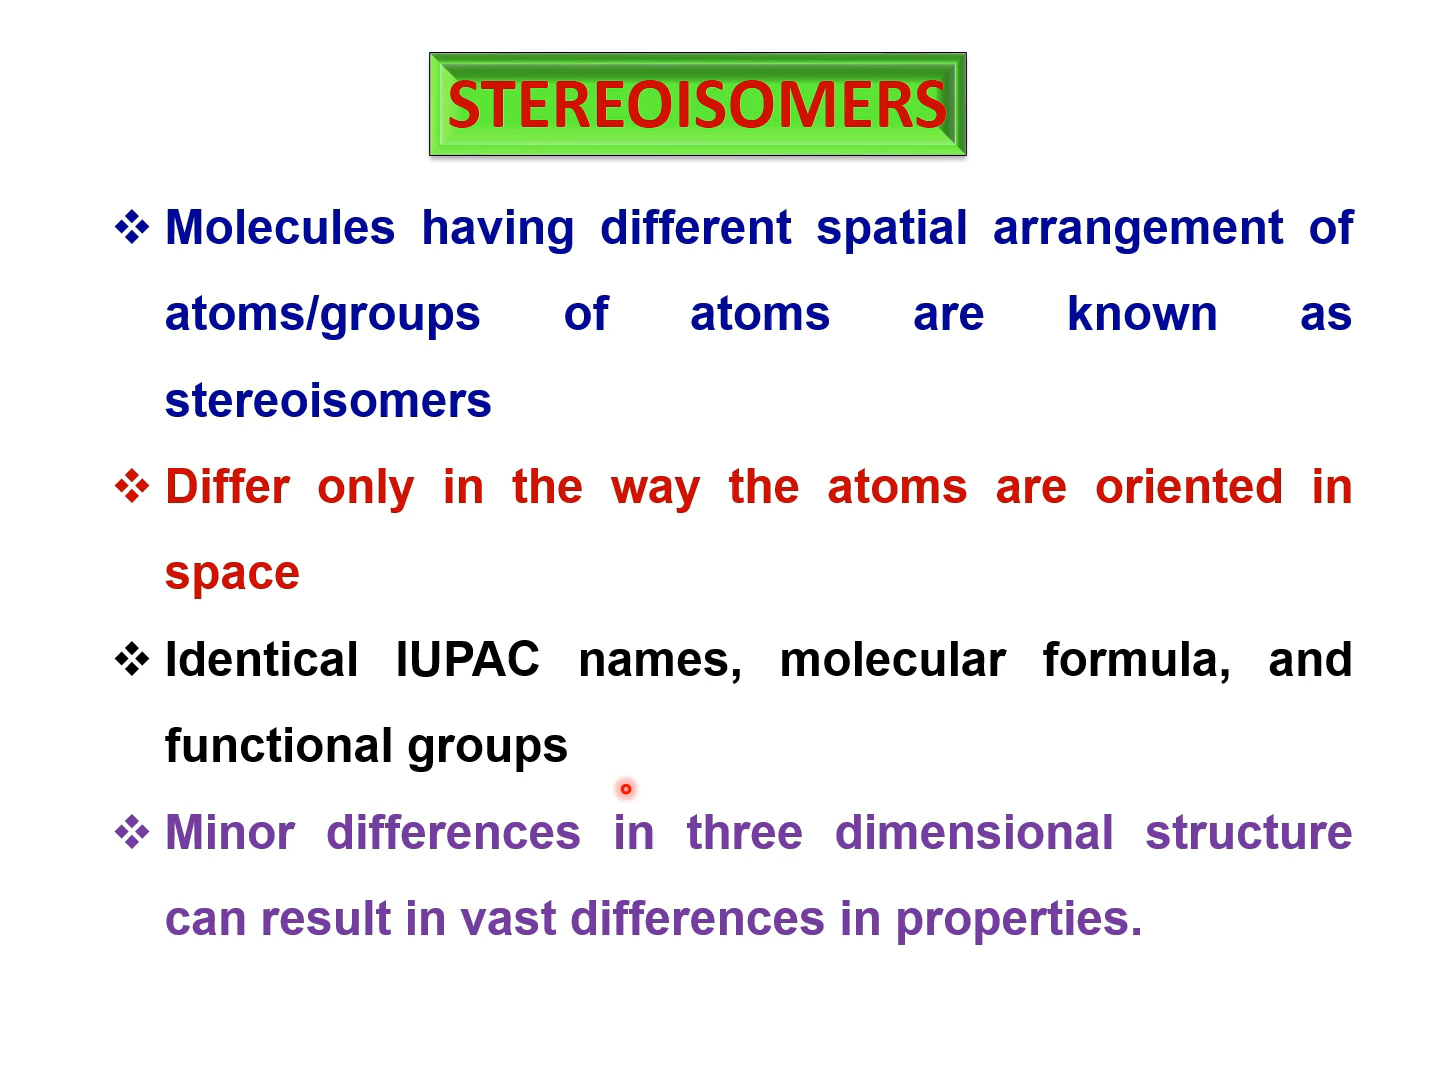 STEREOISOMERS
❖ Molecules having different spatial arrangement of
atoms/groups of atoms are known as
stereoisomers
❖ Differ only in the way the atoms are oriented in
space
❖ Identical IUPAC names, molecular formula, and
functional groups
❖ Minor differences in three dimensional structure
can result in vast differences in properties.